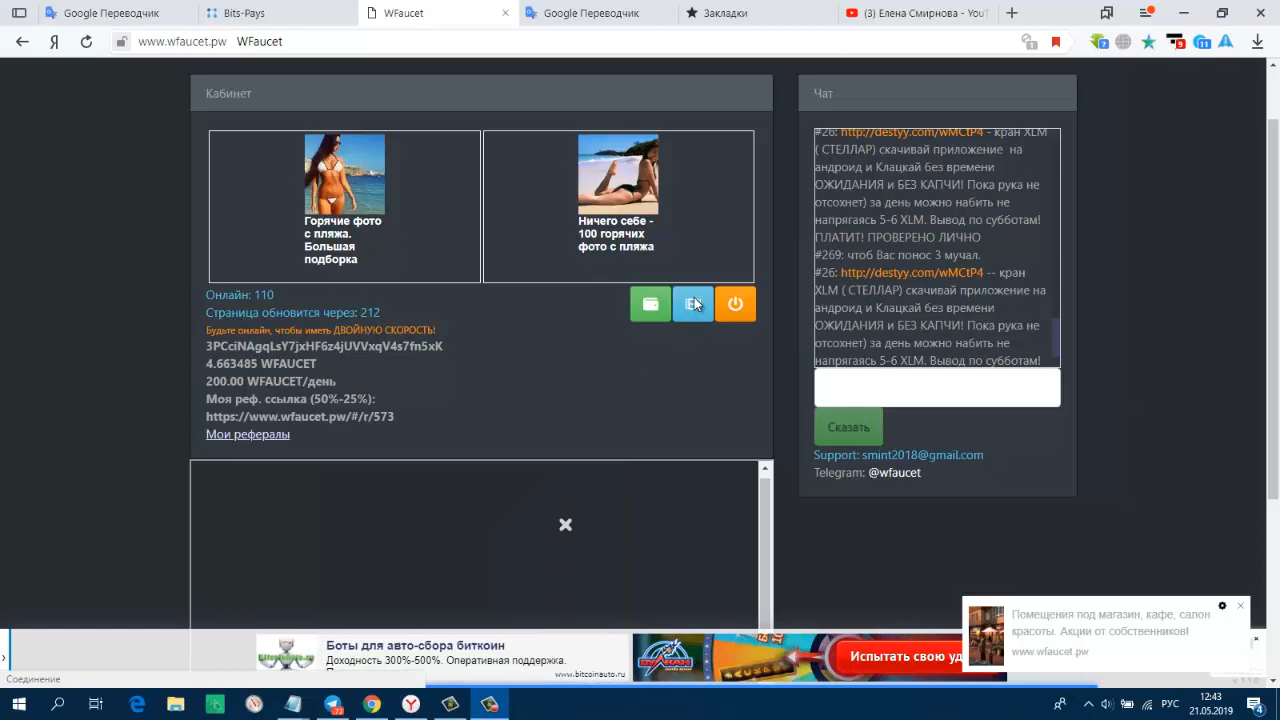 Google Переводчик
Bits-Pays
WFaucet
Google Переводчик
Закладки
(3) Елена Смирнова - YouT
www.wfaucet.pw WFaucet
Кабинет
Горячие фото
с пляжа.
Большая
подборка
Ничего себе -
100 горячих
фото с пляжа
Онлайн: 110
Страница обновится через: 212
Будьте онлайн, чтобы иметь ДВОЙНУЮ СКОРОСТЬ!
3PCciNAgqLsY7jxHF6z4jUVVxqV4s7fn5xK
4.663485 WFAUCET
200.00 WFAUCET/день
Моя реф. ссылка (50%-25%):
https://www.wfaucet.pw/#/r/573
Мои рефералы
Чат
#26: http://destyy.com/wMCtP4 - кран XLM
( СТЕЛЛАР) скачивай приложение на
андроид и Клацкай без времени
ОЖИДАНИЯ и БЕЗ КАПЧИ! Пока рука не
отсохнет) за день можно набить не
напрягаясь 5-6 XLM. Вывод по субботам!
ПЛАТИТ! ПРОВЕРЕНО ЛИЧНО
#269: чтоб Вас понос 3 мучал.
#26: http://destyy.com/wMCtP4 -- кран
XLM ( СТЕЛЛАР) скачивай приложение на
андроид и Клацкай без времени
ОЖИДАНИЯ и БЕЗ КАПЧИ! Пока рука не
отсохнет) за день можно набить не
напрягаясь 5-6 XLM. Вывод по субботам!
Сказать
Support: smint2018@gmail.com
Telegram: @wfaucet
Помещения под магазин, кафе, салон
красоты. Акции от собственников!
www.wfaucet.pw
Боты для авто-сбора биткоин
Доходность 300%-500%. Оперативная поддержка.
www.bitcoinauto.ru
ВУЛКАН
Испытать свою уд
Соединение
v.1.1.0
РУС
12:43
21.05.2019